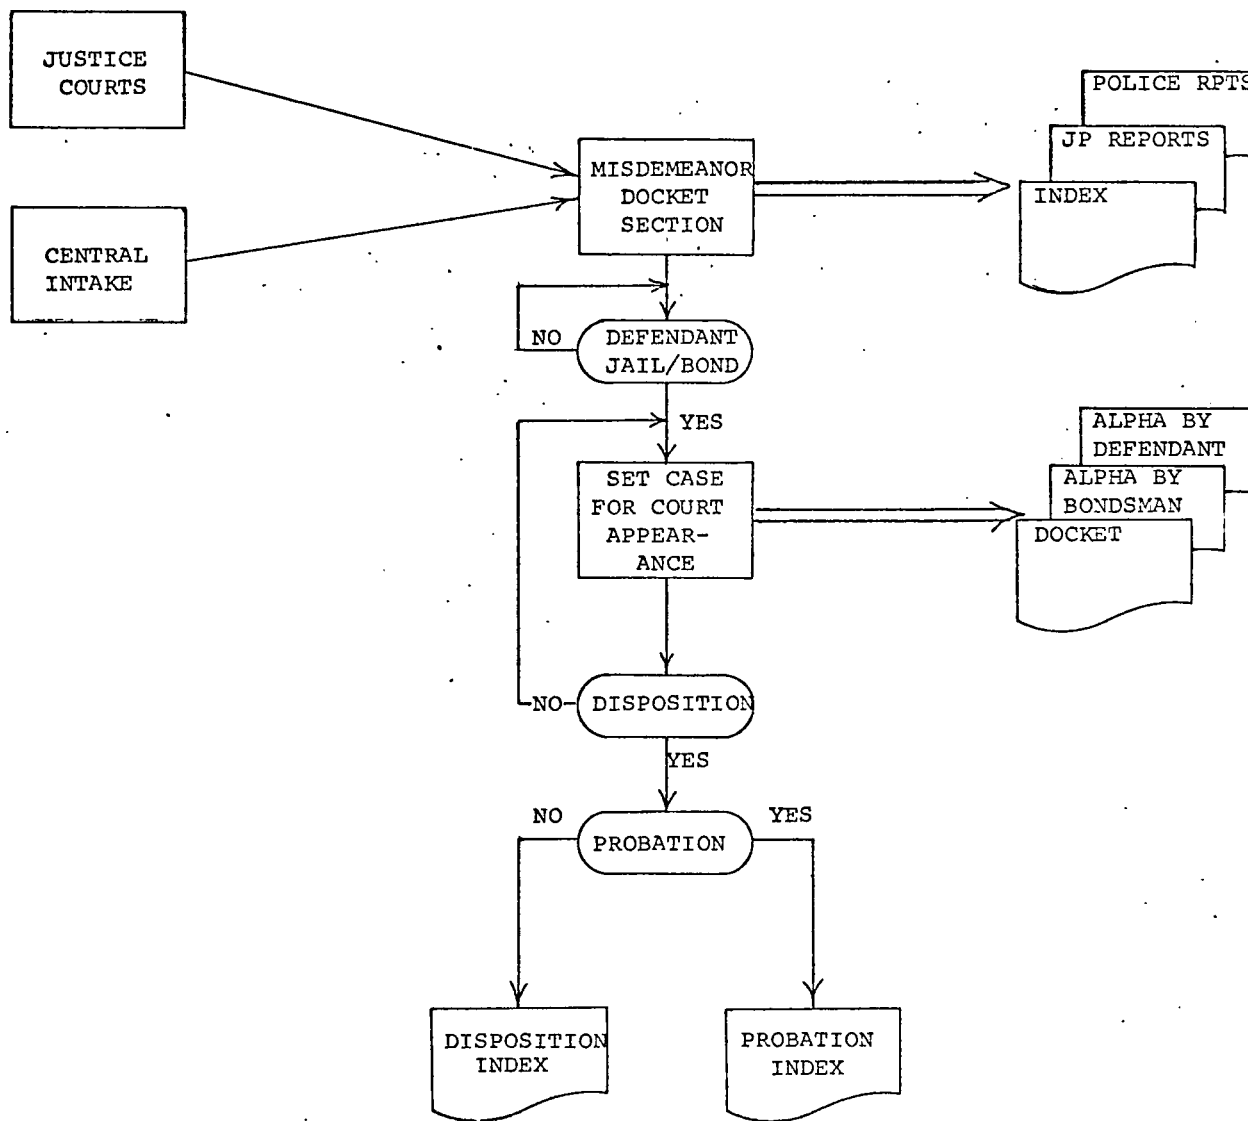 JUSTICE
COURTS
POLICE RPTS
JP REPORTS
INDEX
MISDEMEANOR
DOCKET
SECTION
CENTRAL
INTAKE
NO
DEFENDANT
JAIL/BOND
YES
ALPHA BY
DEFENDANT
ALPHA BY
BONDSMAN
DOCKET
SET CASE
FOR COURT
APPEAR-
ANCE
NO
DISPOSITION
YES
NO
YES
PROBATION
DISPOSITION
INDEX
PROBATION
INDEX